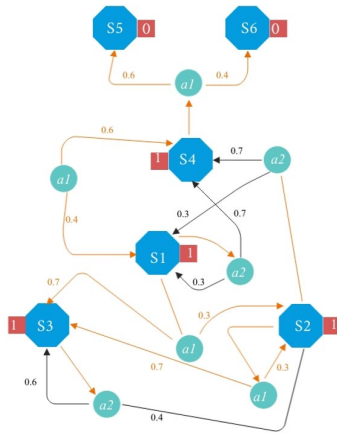 S5 0 S6 0
0.6 a1 0.4
0.6
1 S4 0.7 a2
a1
0.4 0.3 0.7
S1 1
0.3 a2
0.7 0.3
1 S3 S2 1
a1
0.7 0.3
0.6 a1
a2 0.4